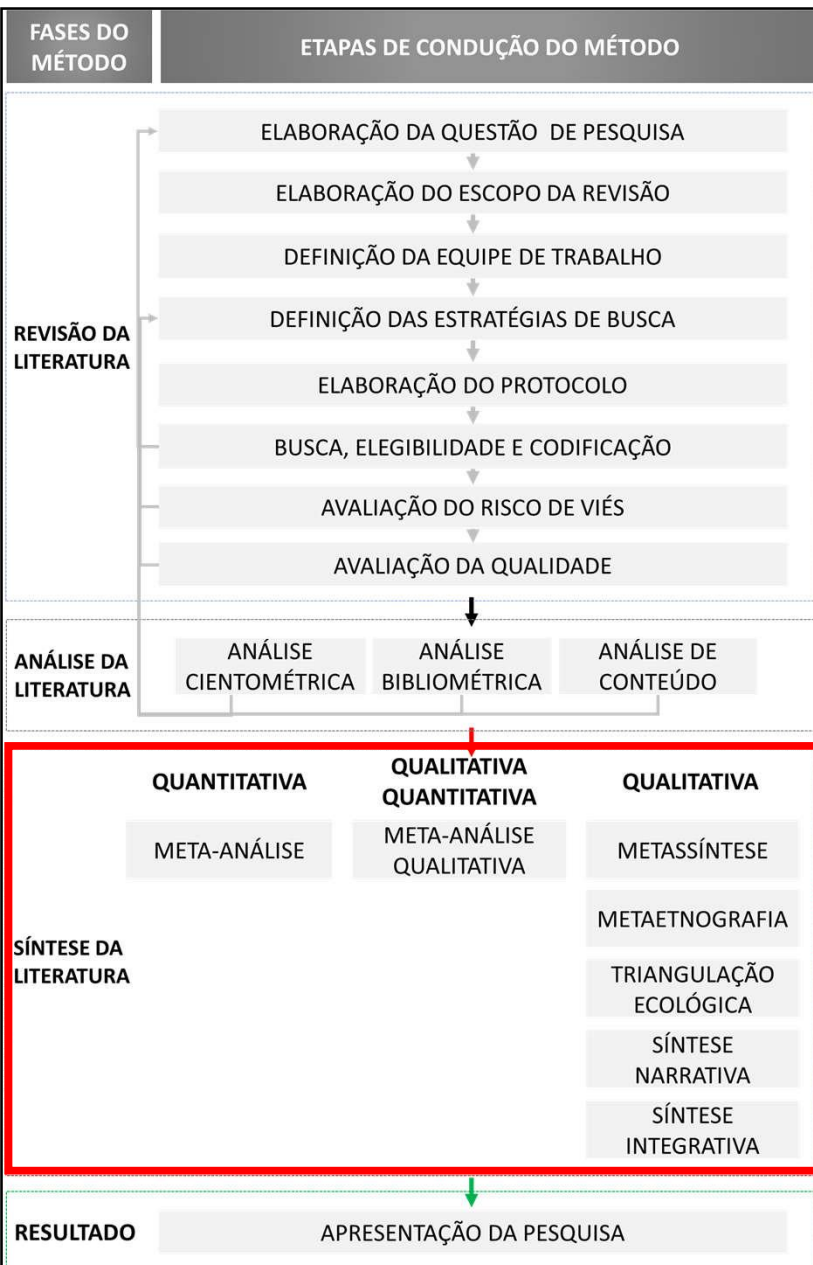 FASES DO
MÉTODO
ETAPAS DE CONDUÇÃO DO MÉTODO
REVISÃO DA
LITERATURA
ELABORAÇÃO DA QUESTÃO DE PESQUISA
ELABORAÇÃO DO ESCOPO DA REVISÃO
DEFINIÇÃO DA EQUIPE DE TRABALHO
DEFINIÇÃO DAS ESTRATÉGIAS DE BUSCA
ELABORAÇÃO DO PROTOCOLO
BUSCA, ELEGIBILIDADE E CODIFICAÇÃO
AVALIAÇÃO DO RISCO DE VIÉS
AVALIAÇÃO DA QUALIDADE
ANÁLISE DA
LITERATURA
ANÁLISE
CIENTOMÉTRICA
ANÁLISE
BIBLIOMÉTRICA
ANÁLISE DE
CONTEÚDO
SÍNTESE DA
LITERATURA
QUANTITATIVA
META-ANÁLISE
QUALITATIVA
QUANTITATIVA
META-ANÁLISE
QUALITATIVA
QUALITATIVA
METASSÍNTESE
METAETNOGRAFIA
TRIANGULAÇÃO
ECOLÓGICA
SÍNTESE
NARRATIVA
SÍNTESE
INTEGRATIVA
RESULTADO
APRESENTAÇÃO DA PESQUISA